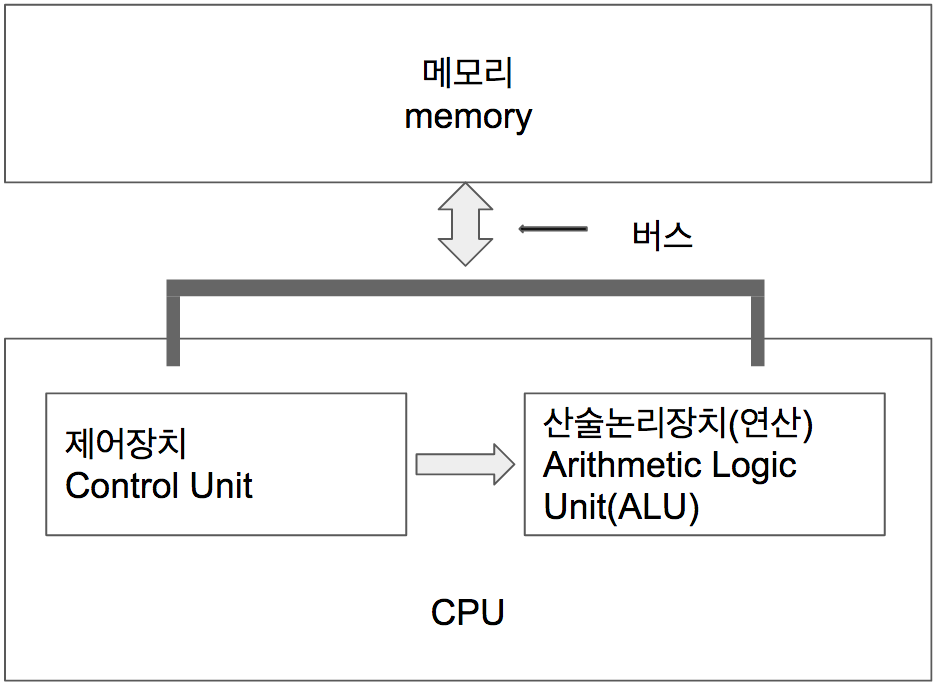 메모리
memory
버스
제어장치
Control Unit
산술논리장치(연산)
Arithmetic Logic
Unit(ALU)
CPU